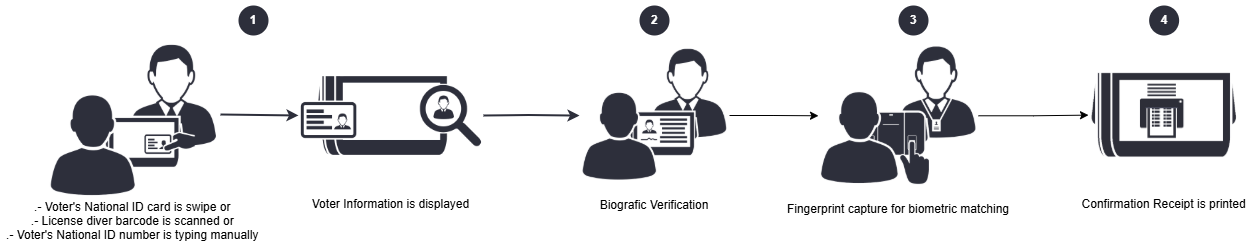 1
2
3
4
.- Voter's National ID card is swipe or
.- License diver barcode is scanned or
.- Voter's National ID number is typing manually
Voter Information is displayed
Biografic Verification
Fingerprint capture for biometric matching
Confirmation Receipt is printed